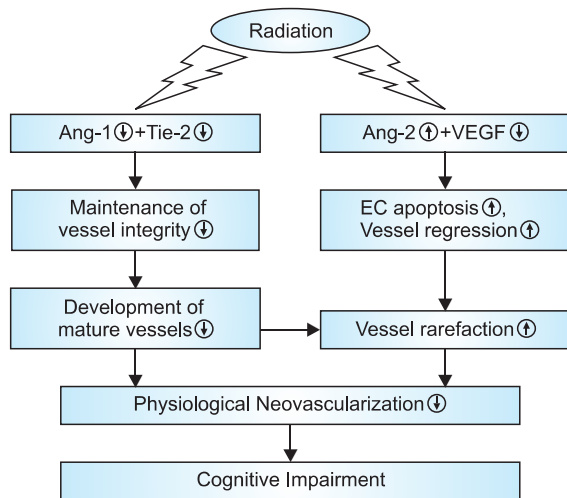 Radiation
Ang-1↓+Tie-2↓
Ang-2↑+VEGF↓
Maintenance of
vessel integrity↓
EC apoptosis↑,
Vessel regression↑
Development of
mature vessels↓
Vessel rarefaction↑
Physiological Neovascularization↓
Cognitive Impairment